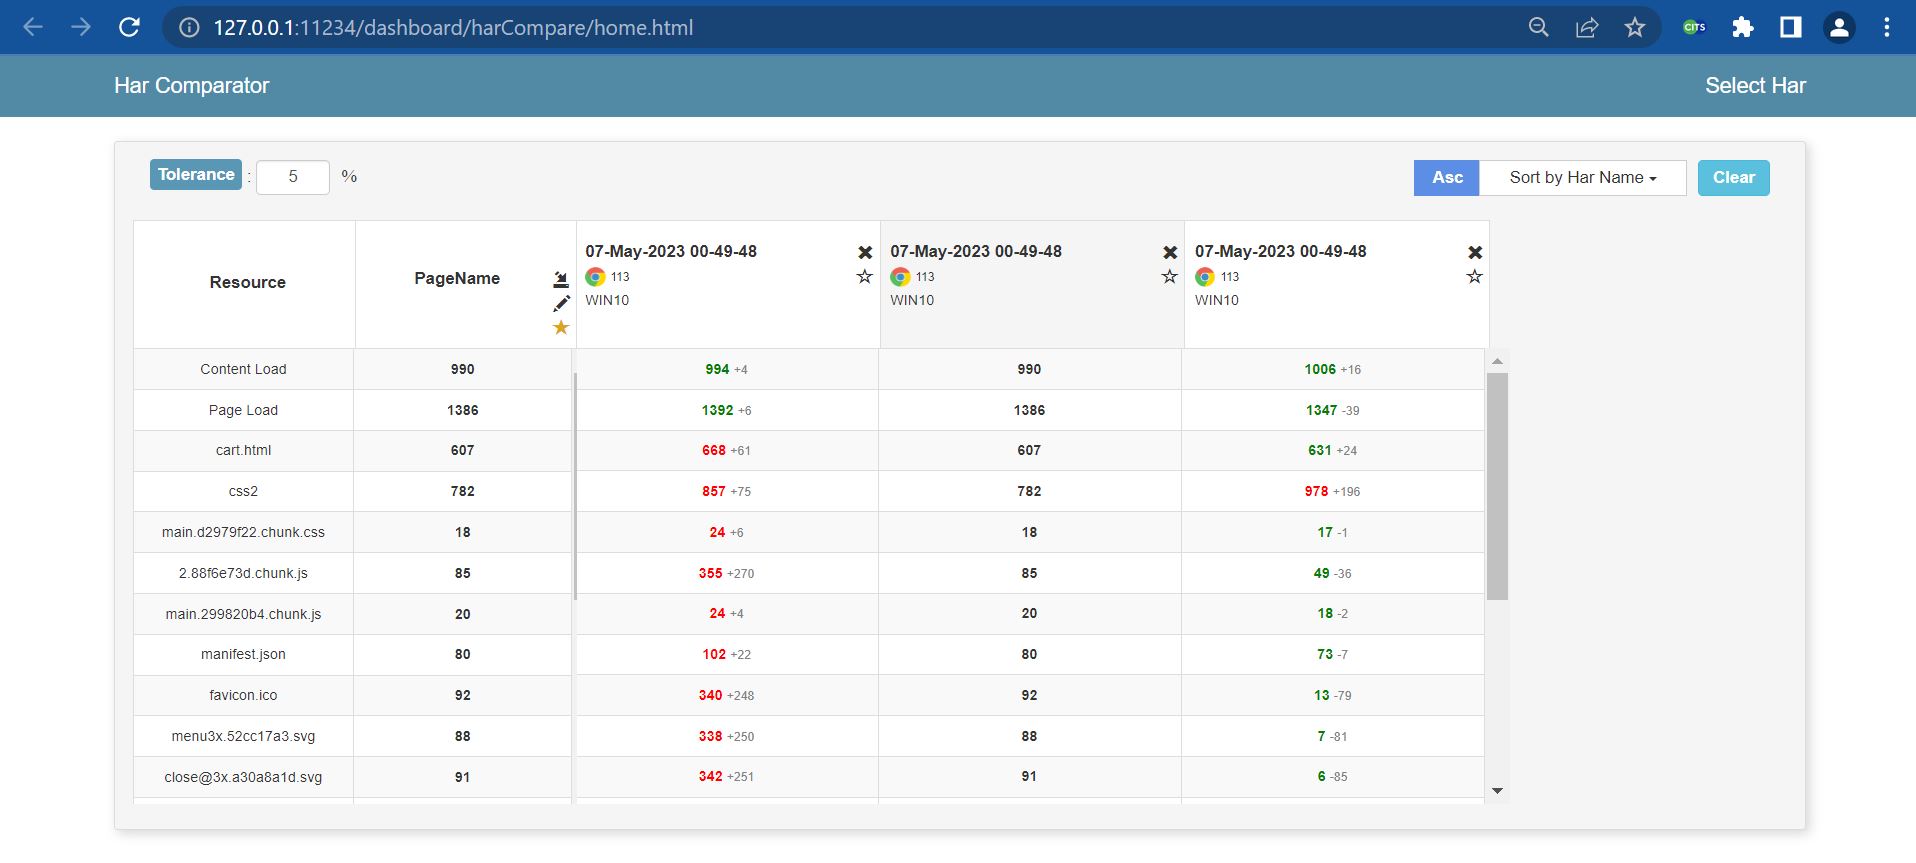 127.0.0.1:11234/dashboard/harCompare/home.html
CITS
Har Comparator Select Har
Tolerance : 5 % Asc Sort by Har Name Clear
Resource PageName
07-May-2023 00-49-48 07-May-2023 00-49-48 07-May-2023 00-49-48
113 113 113
WIN10 WIN10 WIN10
Content Load 990 994 +4 990 1006 +16
Page Load 1386 1392 +6 1386 1347 -39
cart.html 607 668 +61 607 631 +24
css2 782 857 +75 782 978 +196
main.d2979f22.chunk.css 18 24 +6 18 17 -1
2.88f6e73d.chunk.js 85 355 +270 85 49 -36
main.299820b4.chunk.js 20 24 +4 20 18 -2
manifest.json 80 102 +22 80 73 -7
favicon.ico 92 340 +248 92 13 -79
menu3x.52cc17a3.svg 88 338 +250 88 7 -81
close@3x.a30a8a1d.svg 91 342 +251 91 6 -85